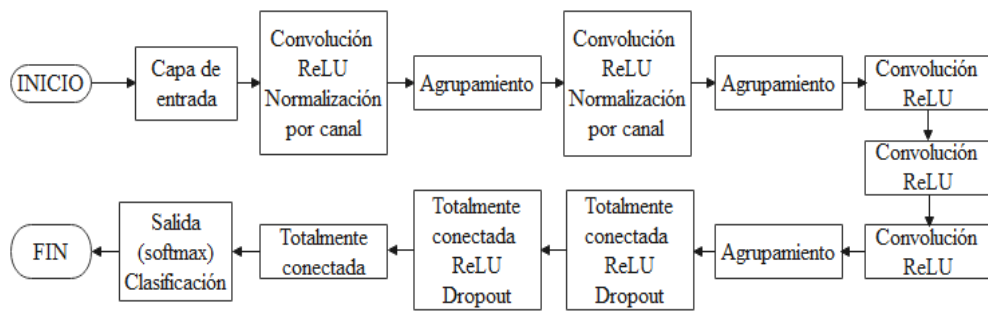 INICIO
Capa de
entrada
Convolución
ReLU
Normalización
por canal
Agrupamiento
Convolución
ReLU
Normalización
por canal
Agrupamiento
Convolución
ReLU
Convolución
ReLU
Convolución
ReLU
Agrupamiento
Totalmente
conectada
ReLU
Dropout
Totalmente
conectada
ReLU
Dropout
Totalmente
conectada
Salida
(softmax)
Clasificación
FIN